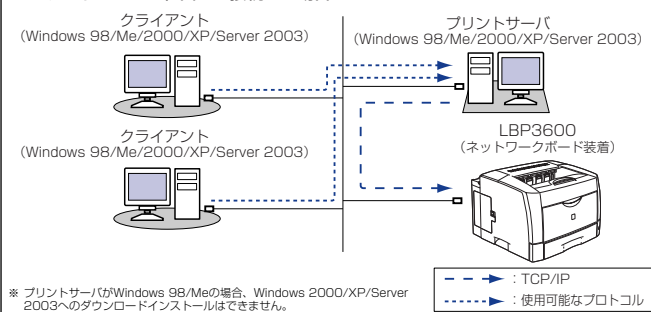 クライアント
（Windows 98/Me/2000/XP/Server 2003）
プリントサーバ
（Windows 98/Me/2000/XP/Server 2003）
クライアント
（Windows 98/Me/2000/XP/Server 2003）
LBP3600
（ネットワークボード装着）
※ プリントサーバがWindows 98/Meの場合、Windows 2000/XP/Server
2003へのダウンロードインストールはできません。
：TCP/IP
：使用可能なプロトコル